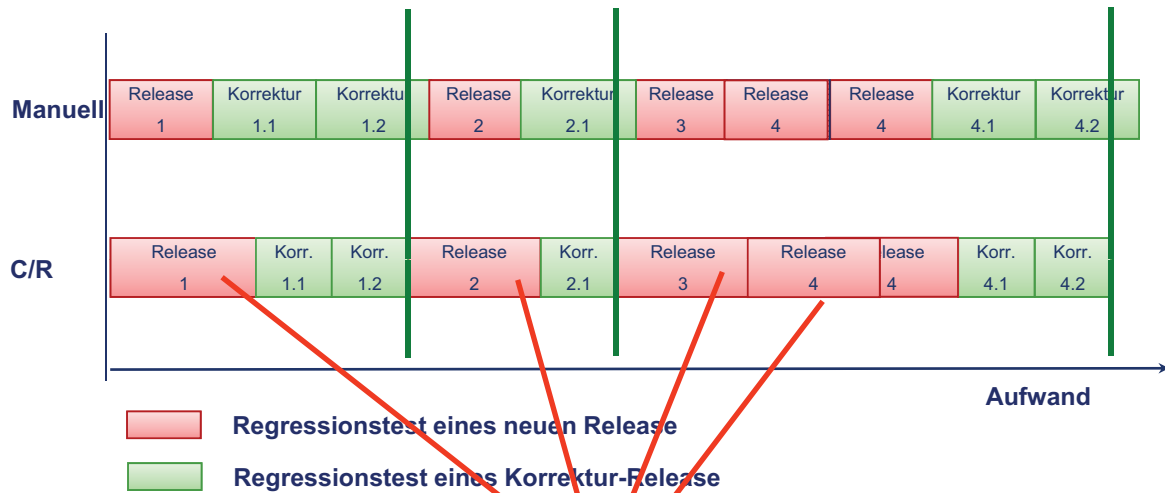 Manuell
Release Korrektur Korrektur Release Korrektur Release Release Release Korrektur Korrektur
1 1.1 1.2 2 2.1 3 4 4 4.1 4.2
C/R
Release Korr. Korr. Release Korr. Release Release lease Korr. Korr.
1 1.1 1.2 2 2.1 3 4 4 4.1 4.2
Aufwand
Regressionstest eines neuen Release
Regressionstest eines Korrektur-Release